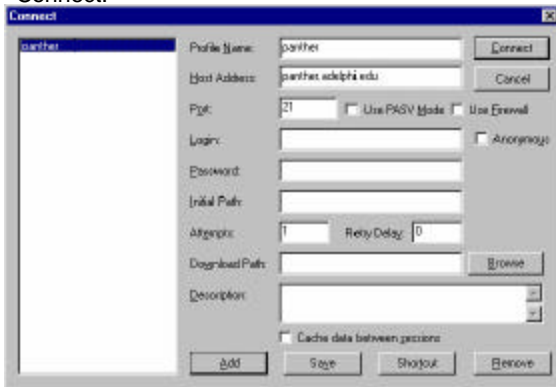 Connect.
Connect
panther
Profile Name: panther Connect
Host Address: panther.adelphi.edu Cancel
Port: 21 Use PASV Mode Use Firewall
Login: Anonymous
Password:
Initial Path:
Attempts: 1 Retry Delay: 0
Download Path: Browse
Description:
Cache data between sessions
Add Save Shortcut Remove